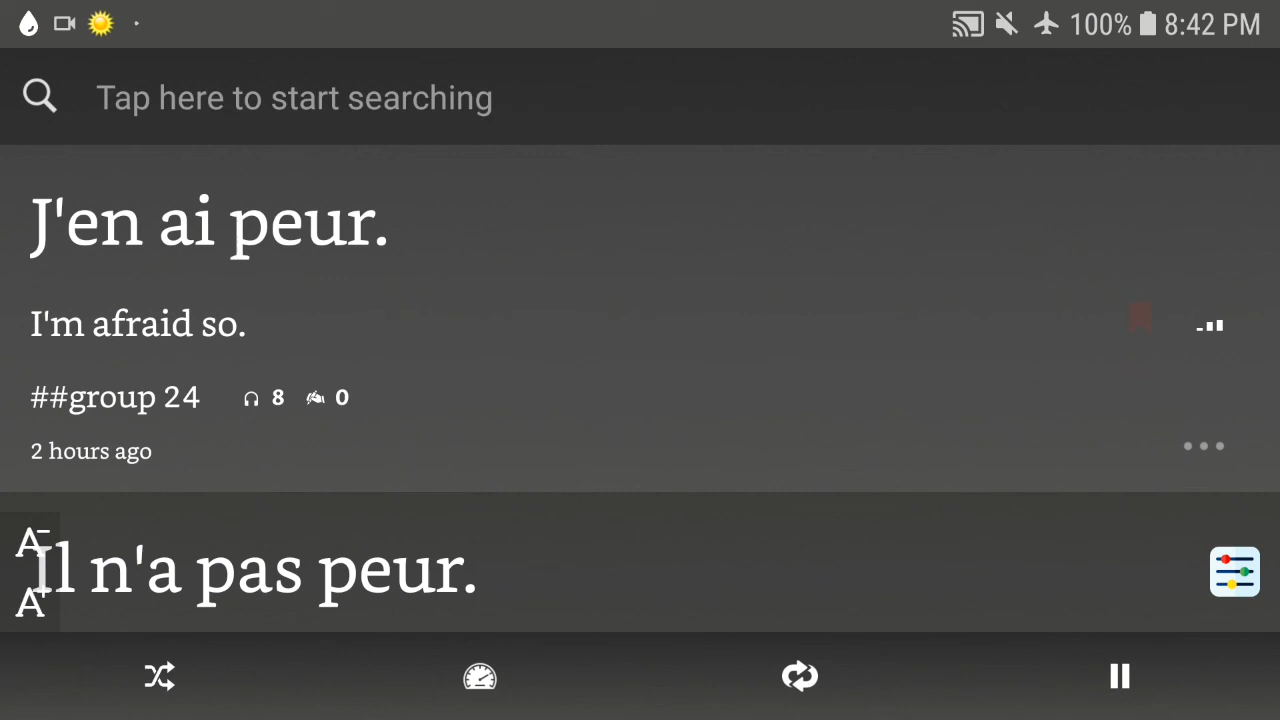 100% 8:42 PM
Tap here to start searching
J'en ai peur.
I'm afraid so.
##group 24 8 0
2 hours ago
A-
Il n'a pas peur.
A+